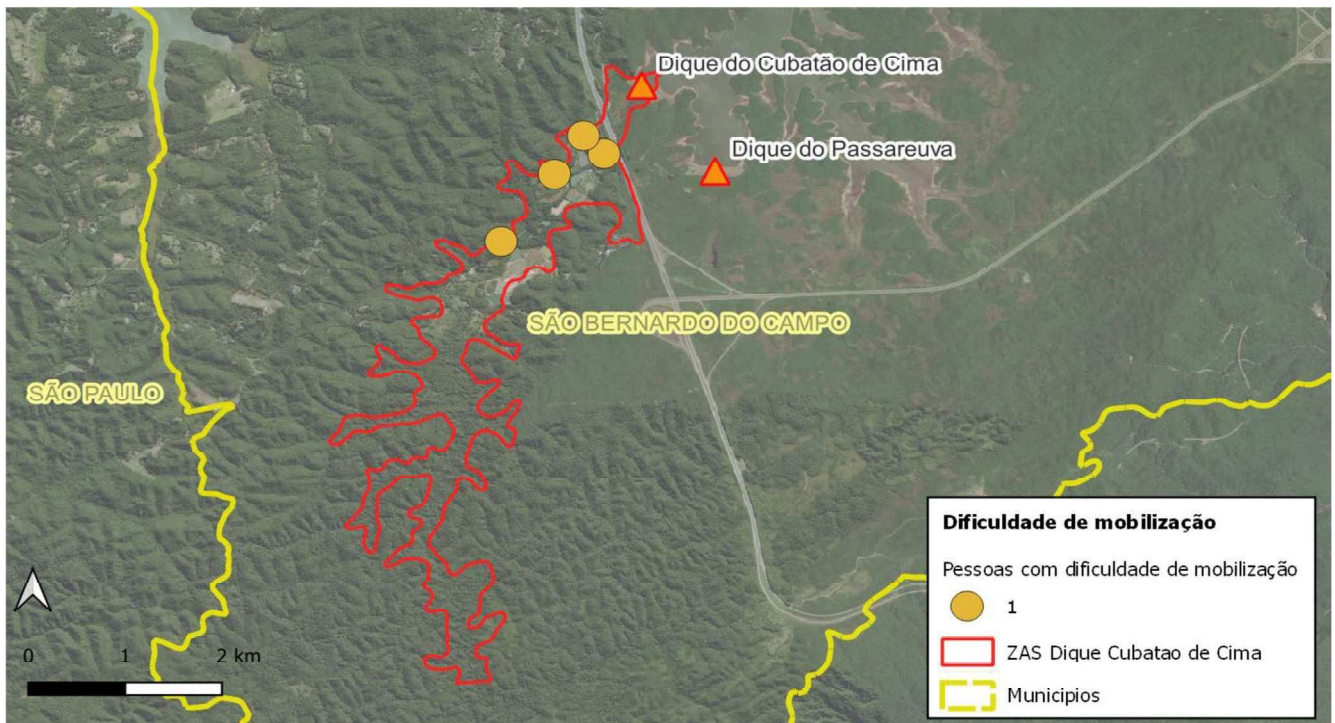 Dique do Cubatão de Cima
Dique do Passareuva
SÃO BERNARDO DO CAMPO
SÃO PAULO
Dificuldade de mobilização
Pessoas com dificuldade de mobilização
1
ZAS Dique Cubatao de Cima
Municipios
0 1 2 km